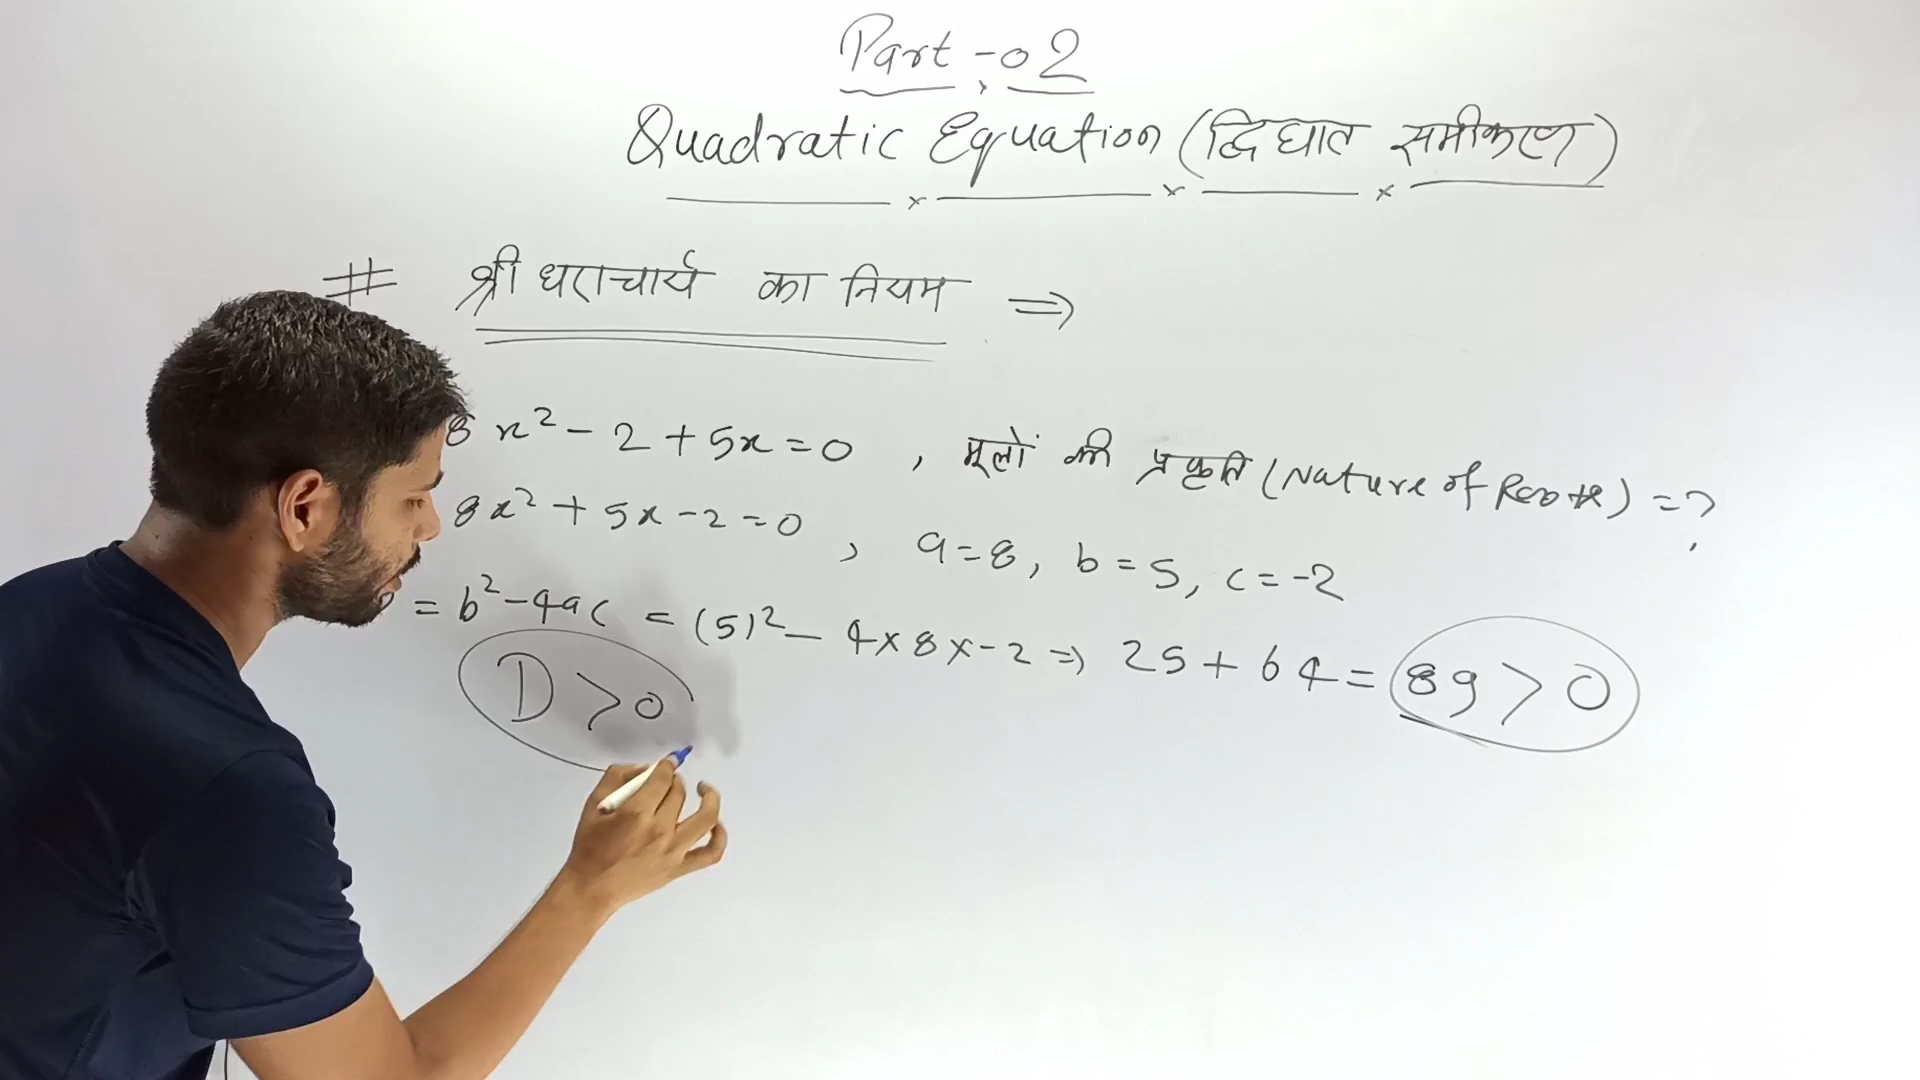 Part-02
Quadratic Equation (द्विघात समीकरण)
# श्री धराचार्य का नियम ⇒
8x² - 2 + 5x = 0 , मूलों की प्रकृति (Nature of Roots) = ?
8x² + 5x - 2 = 0 , a = 8, b = 5, c = -2
D = b² - 4ac = (5)² - 4 x 8 x - 2 ⇒ 25 + 64 = 89 > 0
D > 0